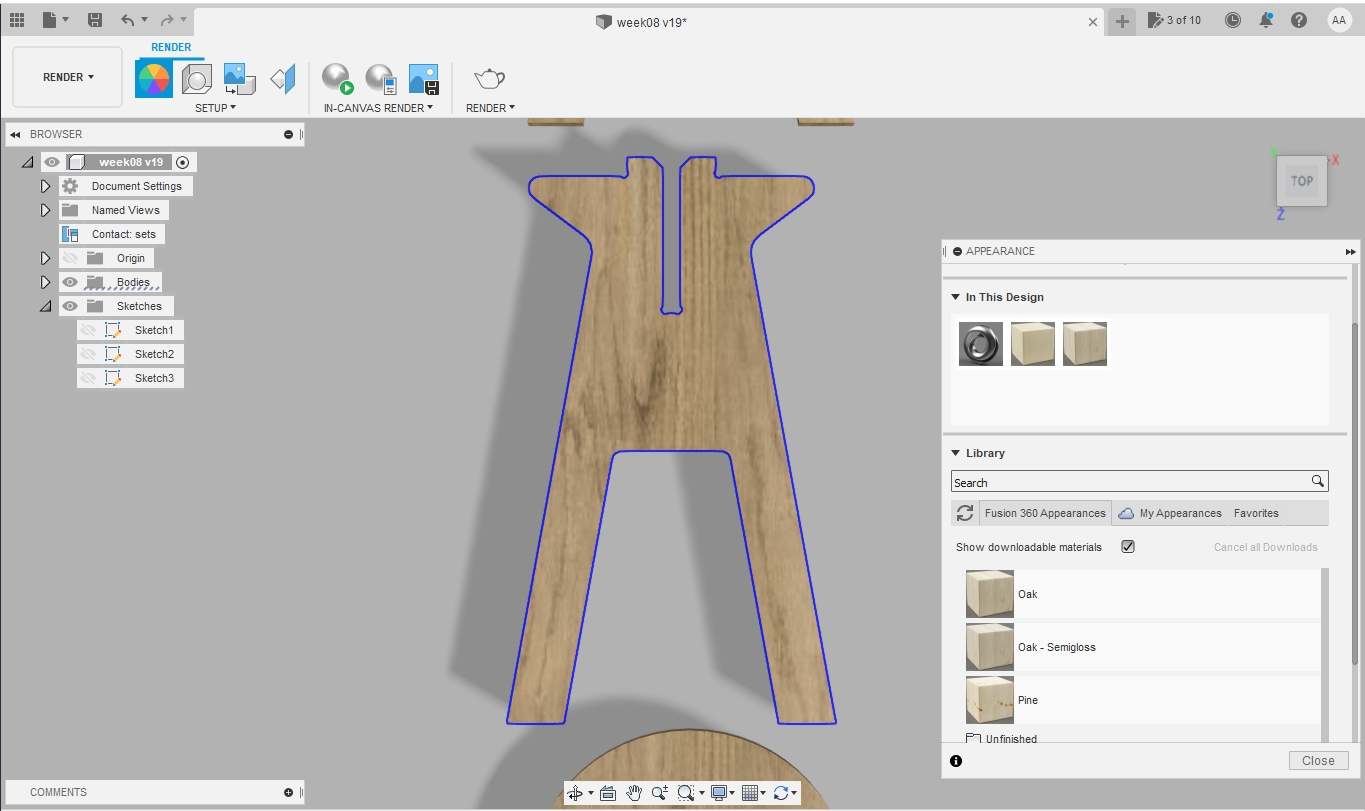 week08 v19*
3 of 10
AA
RENDER
RENDER
SETUP
IN-CANVAS RENDER
RENDER
BROWSER
week08 v19
Document Settings
Named Views
Contact: sets
Origin
Bodies
Sketches
Sketch1
Sketch2
Sketch3
X
TOP
Z
APPEARANCE
In This Design
Library
Search
Fusion 360 Appearances
My Appearances
Favorites
Show downloadable materials
Cancel all Downloads
Oak
Oak - Semigloss
Pine
Unfinished
Close
COMMENTS